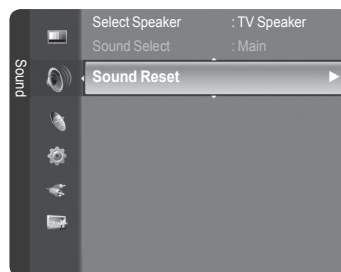 Sound
Select Speaker : TV Speaker
Sound Select : Main
Sound Reset